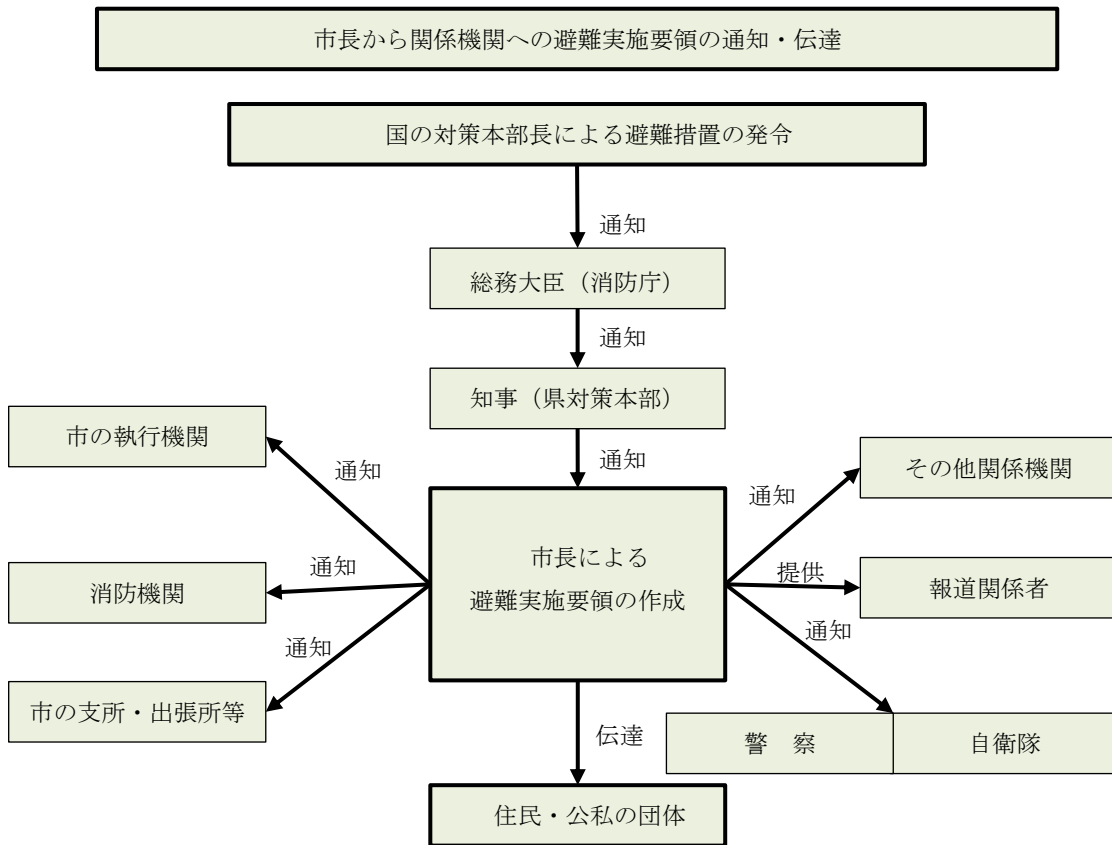 市長から関係機関への避難実施要領の通知・伝達
国の対策本部長による避難措置の発令
通知
総務大臣（消防庁）
通知
知事（県対策本部）
通知
市の執行機関
通知
その他関係機関
通知
市長による
避難実施要領の作成
消防機関
通知
提供
報道関係者
通知
通知
市の支所・出張所等
伝達
警　察
自衛隊
住民・公私の団体